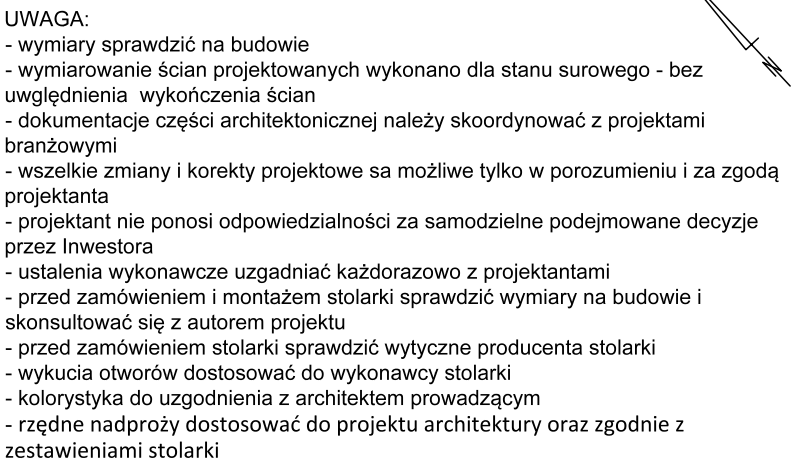 UWAGA:
- wymiary sprawdzić na budowie
- wymiarowanie ścian projektowanych wykonano dla stanu surowego - bez
uwględnienia  wykończenia ścian
- dokumentacje części architektonicznej należy skoordynować z projektami
branżowymi
- wszelkie zmiany i korekty projektowe sa możliwe tylko w porozumieniu i za zgodą
projektanta
- projektant nie ponosi odpowiedzialności za samodzielne podejmowane decyzje
przez Inwestora
- ustalenia wykonawcze uzgadniać każdorazowo z projektantami
- przed zamówieniem i montażem stolarki sprawdzić wymiary na budowie i
skonsultować się z autorem projektu
- przed zamówieniem stolarki sprawdzić wytyczne producenta stolarki
- wykucia otworów dostosować do wykonawcy stolarki
- kolorystyka do uzgodnienia z architektem prowadzącym
- rzędne nadproży dostosować do projektu architektury oraz zgodnie z
zestawieniami stolarki
N